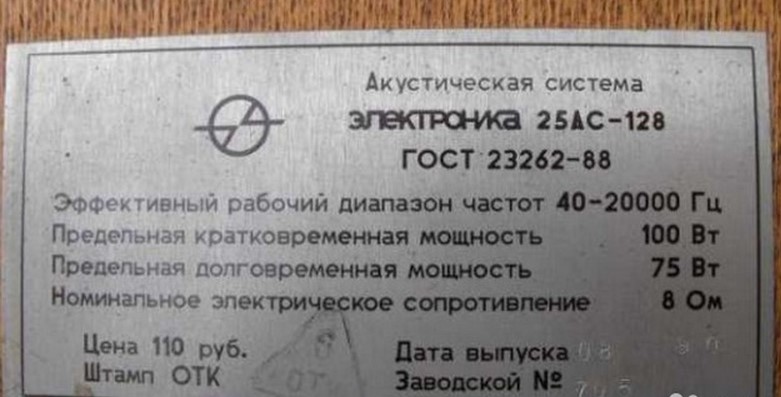 Акустическая система
ЭЛЕКТРОНИКА 25АС-128
ГОСТ 23262-88
Эффективный рабочий диапазон частот 40-20000 Гц
Предельная кратковременная мощность 100 Вт
Предельная долговременная мощность 75 Вт
Номинальное электрическое сопротивление 8 Ом
Цена 110 руб.
Штамп ОТК
Дата выпуска 08
Заводской №